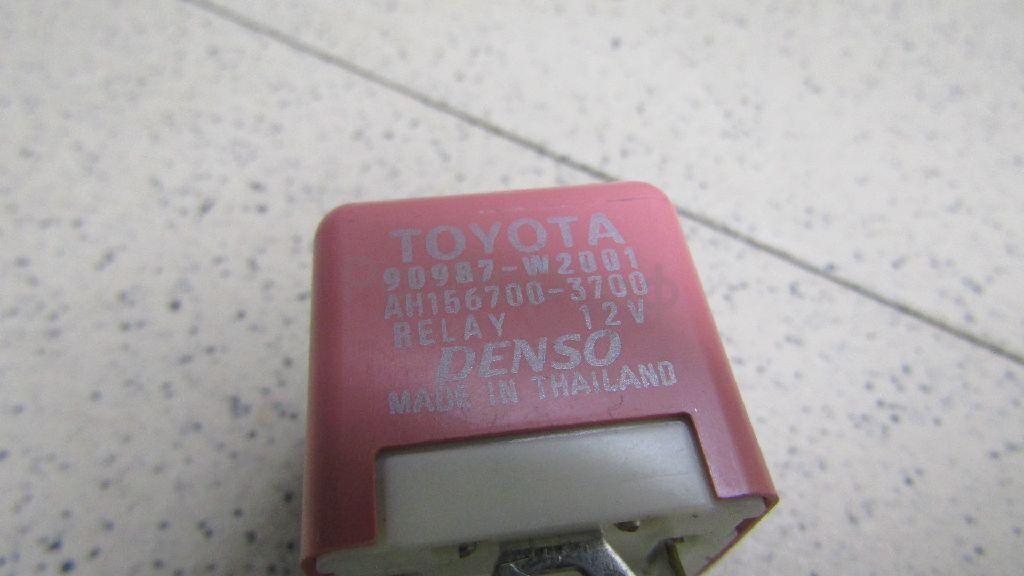 TOYOTA
90987-W2001
AH156700-3700
RELAY 12V
DENSO
MADE IN THAILAND